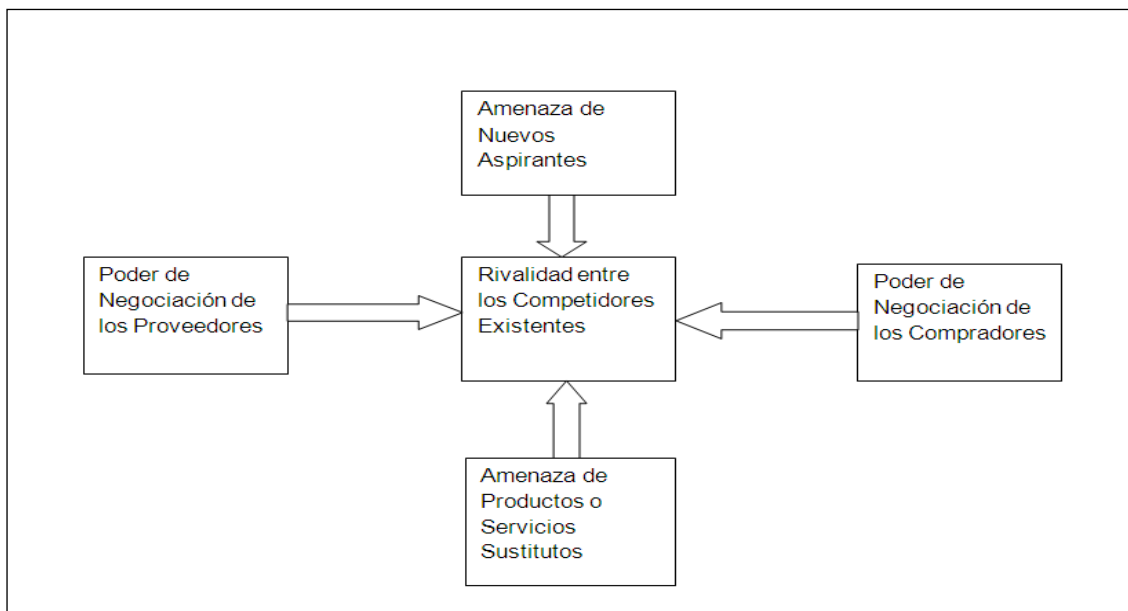 Amenaza de
Nuevos
Aspirantes
Poder de
Negociación de
los Proveedores
Rivalidad entre
los Competidores
Existentes
Poder de
Negociación de
los Compradores
Amenaza de
Productos o
Servicios
Sustitutos